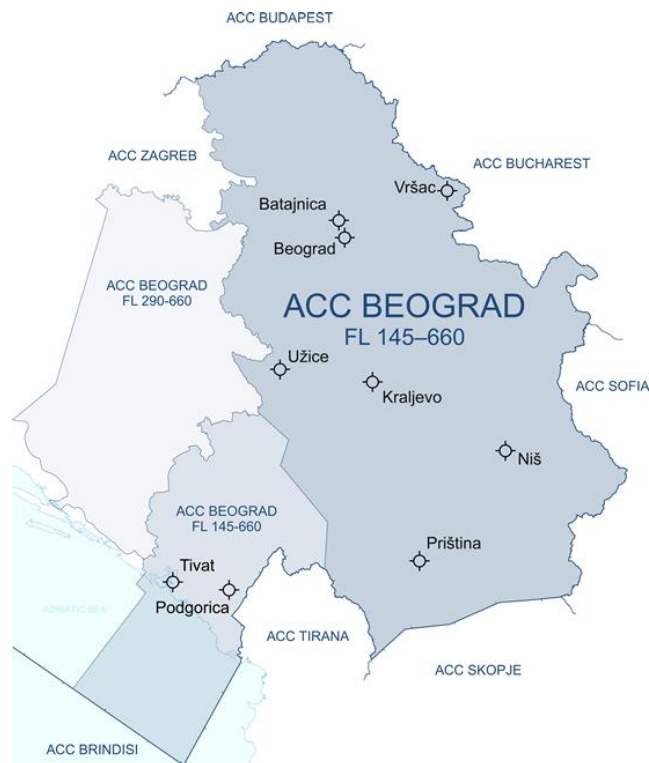 ACC BUDAPEST
ACC ZAGREB
ACC BUCHAREST
Vršac
Batajnica
Beograd
ACC BEOGRAD
FL 290-660
ACC BEOGRAD
FL 145–660
Užice
Kraljevo
ACC SOFIA
Niš
ACC BEOGRAD
FL 145-660
Priština
Tivat
Podgorica
ADRIATIC SEA
ACC TIRANA
ACC SKOPJE
ACC BRINDISI